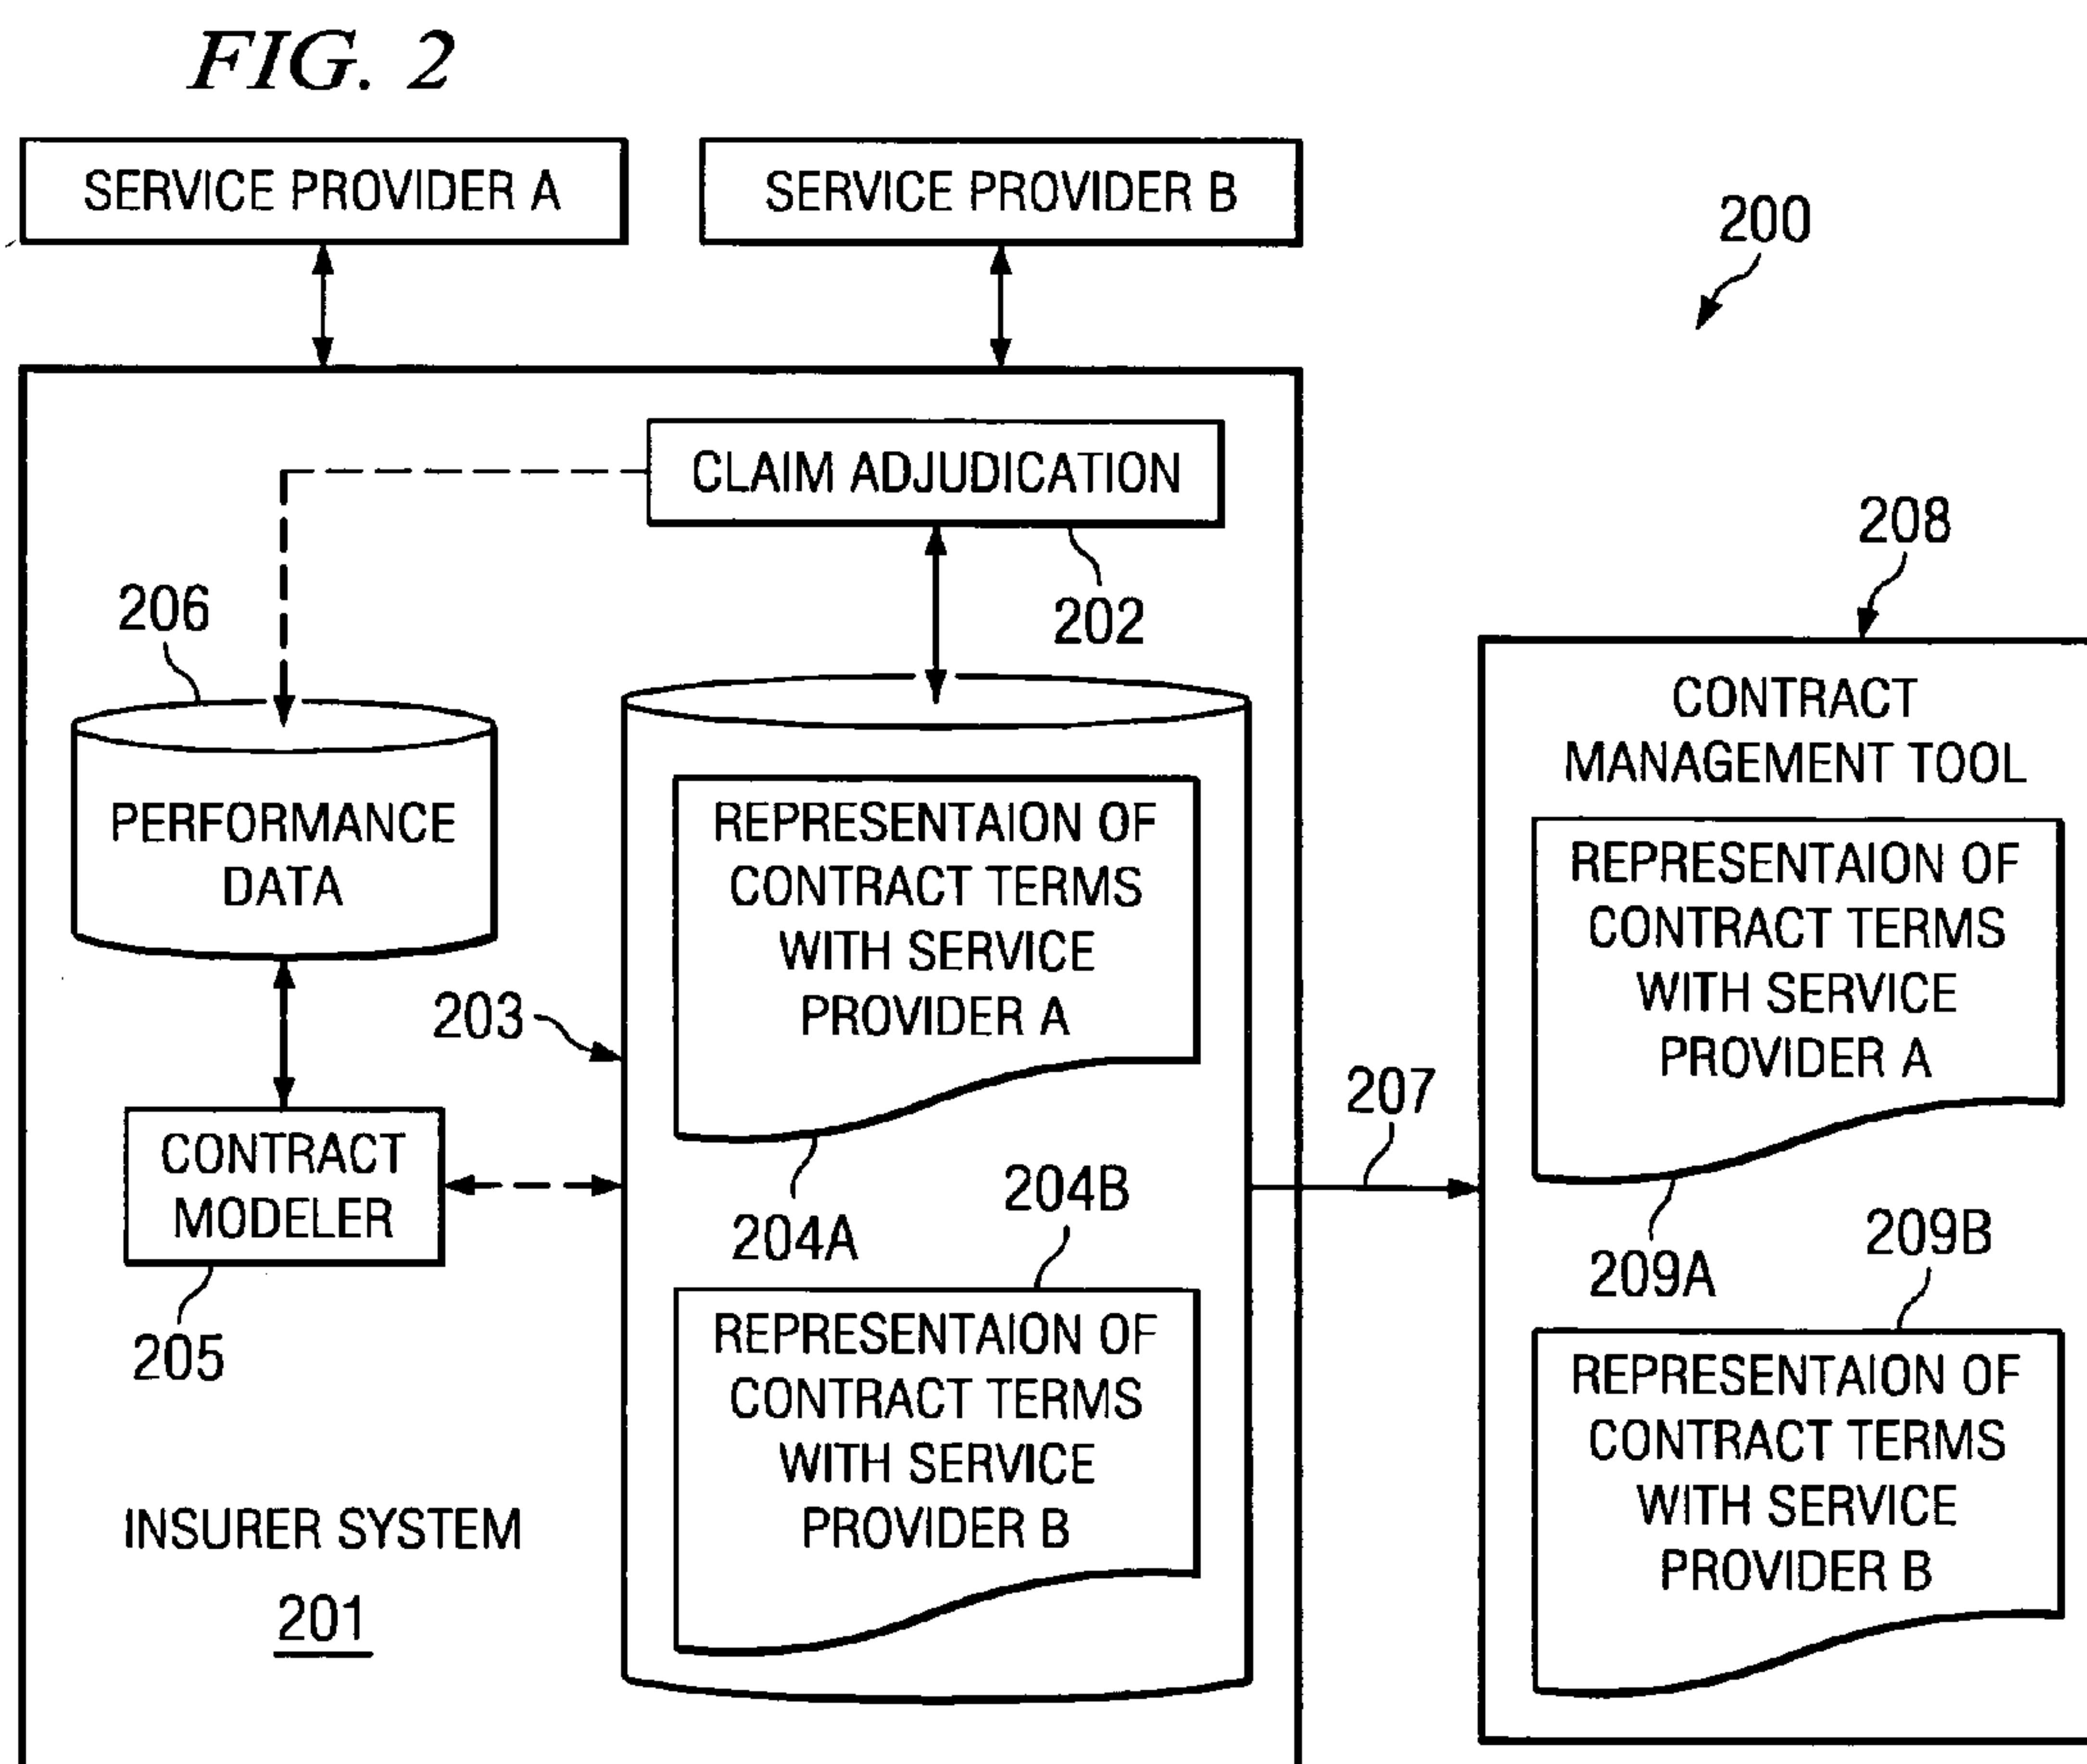 FIG. 2
SERVICE PROVIDER A
SERVICE PROVIDER B
200
CLAIM ADJUDICATION
202
206
PERFORMANCE
DATA
203
CONTRACT
MODELER
205
REPRESENTAION OF
CONTRACT TERMS
WITH SERVICE
PROVIDER A
204A
204B
REPRESENTAION OF
CONTRACT TERMS
WITH SERVICE
PROVIDER B
INSURER SYSTEM
201
207
208
CONTRACT
MANAGEMENT TOOL
REPRESENTAION OF
CONTRACT TERMS
WITH SERVICE
PROVIDER A
209A
209B
REPRESENTAION OF
CONTRACT TERMS
WITH SERVICE
PROVIDER B